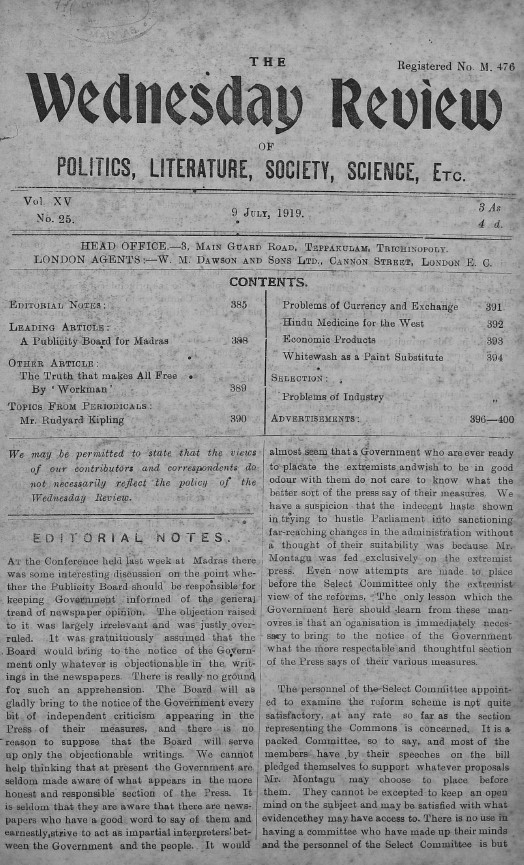 THE
Registered No M. 476
Wednesday Review
OF
POLITICS, LITERATURE, SOCIETY, SCIENCE, ETC.
Vol XV
No. 25.
9 JULY, 1919.
3 As
4 d.
HEAD OFFICE.—3, MAIN GUARD ROAD, TEPPAKULAM, TRICHINOPOLY.
LONDON AGENTS:—W. M. DAWSON AND SONS LTD., CANNON STREET, LONDON E. C.
CONTENTS.
EDITORIAL NOTES: 385
LEADING ARTICLE:
A Publicity Board for Madras 388
OTHER ARTICLE:
The Truth that makes All Free
By 'Workman' 389
TOPICS FROM PERIODICALS:
Mr. Rudyard Kipling 390
Problems of Currency and Exchange 391
Hindu Medicine for the West 392
Economic Products 393
Whitewash as a Paint Substitute 394
SELECTION:
Problems of Industry "
ADVERTISEMENTS: 396—400
We may be permitted to state that the views
of our contributors and correspondents do
not necessarily reflect the policy of the
Wednesday Review.
EDITORIAL NOTES.
AT the Conference held last week at Madras there
was some interesting discussion on the point whe-
ther the Publicity Board should be responsible for
keeping Government informed of the general
trend of newspaper opinion. The objection raised
to it was largely irrelevant and was justly over-
ruled. It was gratuitously assumed that the
Board would bring to the notice of the Govern-
ment only whatever is objectionable in the writ-
ings in the newspapers There is really no ground
for such an apprehension. The Board will as
gladly bring to the notice of the Government every
bit of independent criticism appearing in the
Press of their measures, and there is no
reason to suppose that the Board will serve
up only the objectionable writings. We cannot
help thinking that at present the Government are
seldom made aware of what appears in the more
honest and responsible section of the Press. It
is seldom that they are aware that there are news-
papers who have a good word to say of them and
earnestly,strive to act as impartial interpreters bet-
ween the Government and the people. It would
almost seem that a Government who are ever ready
to placate the extremists andwish to be in good
odour with them do not care to know what the
better sort of the press say of their measures. We
have a suspicion that the indecent haste shown
in trying to hustle Parliament into sanctioning
far-reaching changes in the administration without
a thought of their suitability was because Mr.
Montagu was fed exclusively on the extremist
press. Even now attempts are made to place
before the Select Committee only the extremist
view of the reforms. The only lesson which the
Government here should learn from these man-
ovres is that an oganisation is immediately neces-
sary to bring to the notice of the Government
what the more respectable and thoughtful section
of the Press says of their various measures.
The personnel of the Select Committee appoint-
ed to examine the reform scheme is not quite
satisfactory, at any rate so far as the section
representing the Commons is concerned. It is a
packed Committee, so to say, and most of the
members have by their speeches on the bill
pledged themselves to support whatever proposals
Mr. Montagu may choose to place before
them. They cannot be excepted to keep an open
mind on the subject and may be satisfied with what
evidencethey may have access to. There is no use in
having a committee who have made up their minds
and the personnel of the Select Committee is but